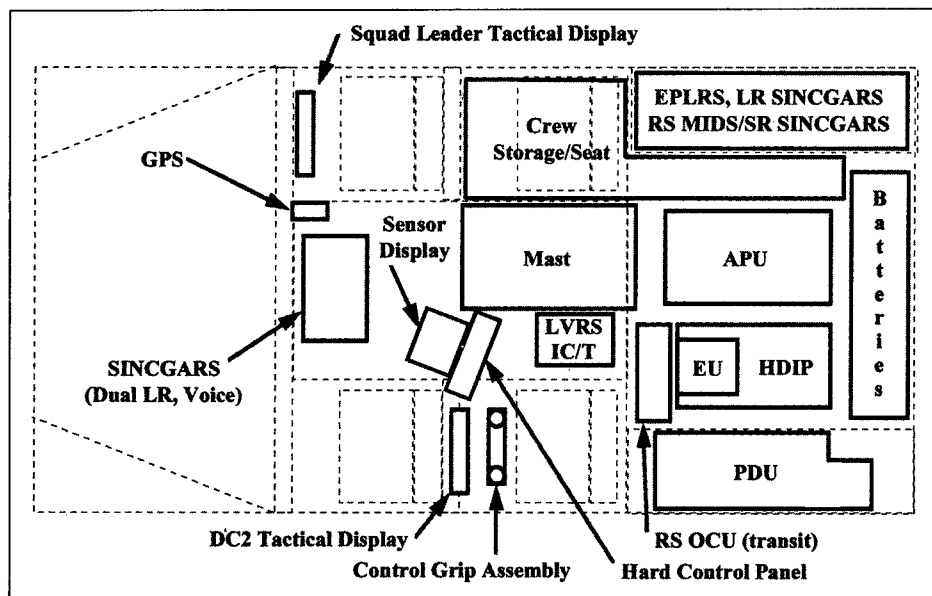 Squad Leader Tactical Display
EPLRS, LR SINCGARS
RS MIDS/SR SINCGARS
Crew
Storage/Seat
GPS
Batteries
Sensor
Display
Mast
APU
LVRS
IC/T
EU
HDIP
SINCGARS
(Dual LR, Voice)
PDU
DC2 Tactical Display
RS OCU (transit)
Control Grip Assembly
Hard Control Panel